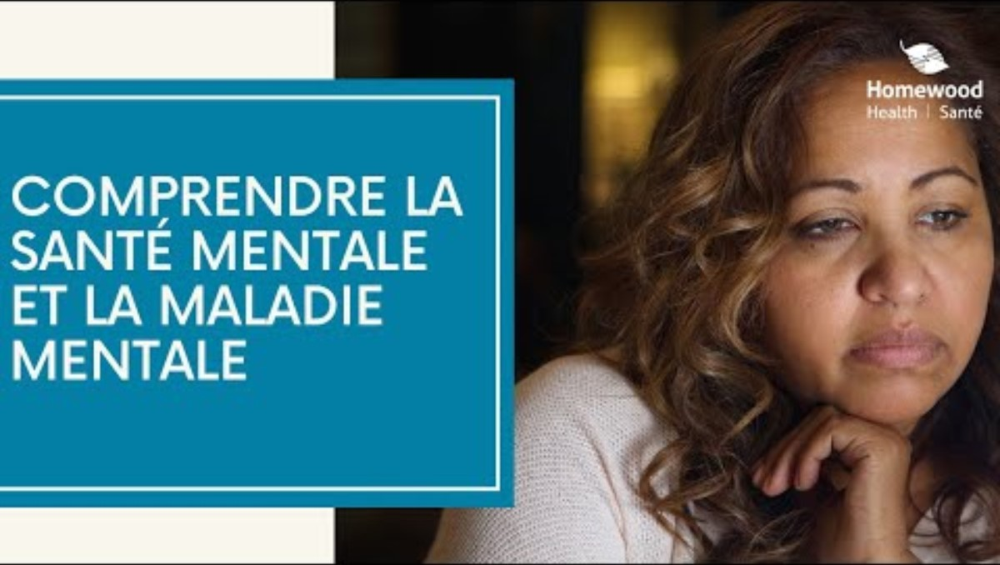 Homewood
Health | Santé
COMPRENDRE LA
SANTÉ MENTALE
ET LA MALADIE
MENTALE